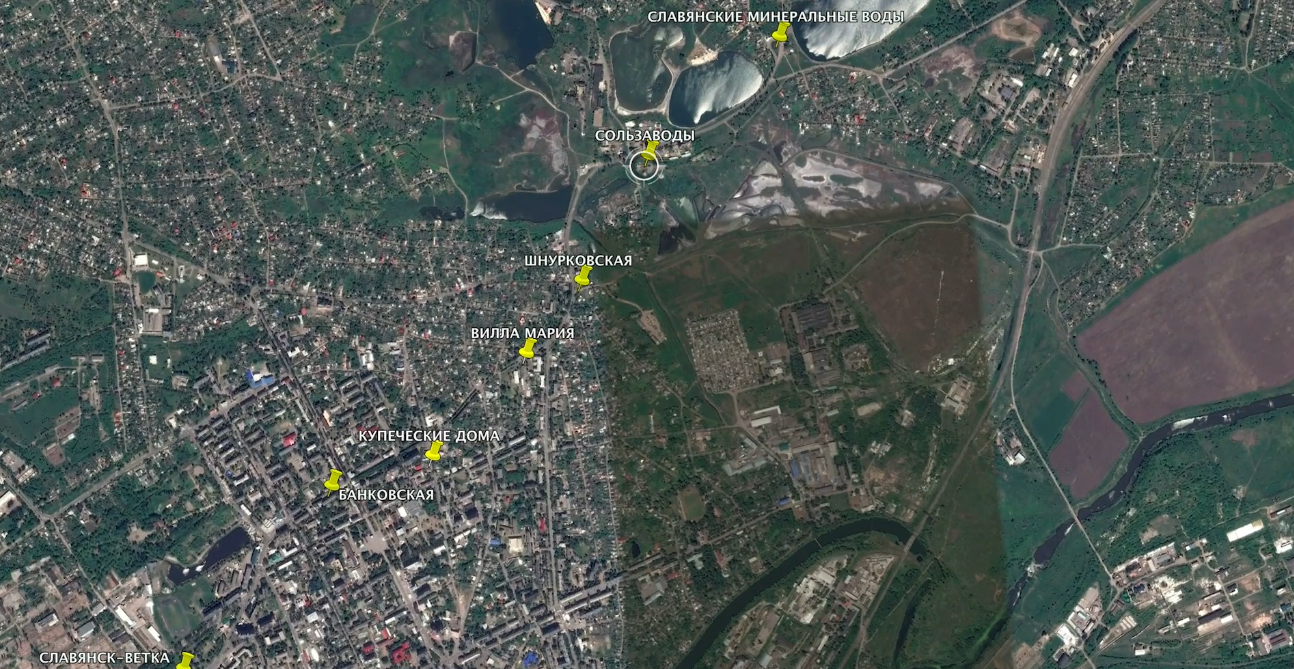 СЛАВЯНСКИЕ МИНЕРАЛЬНЫЕ ВОДЫ
СОЛЬЗАВОДЫ
ШНУРКОВСКАЯ
ВИЛЛА МАРИЯ
КУПЕЧЕСКИЕ ДОМА
БАНКОВСКАЯ
СЛАВЯНСК-ВЕТКА